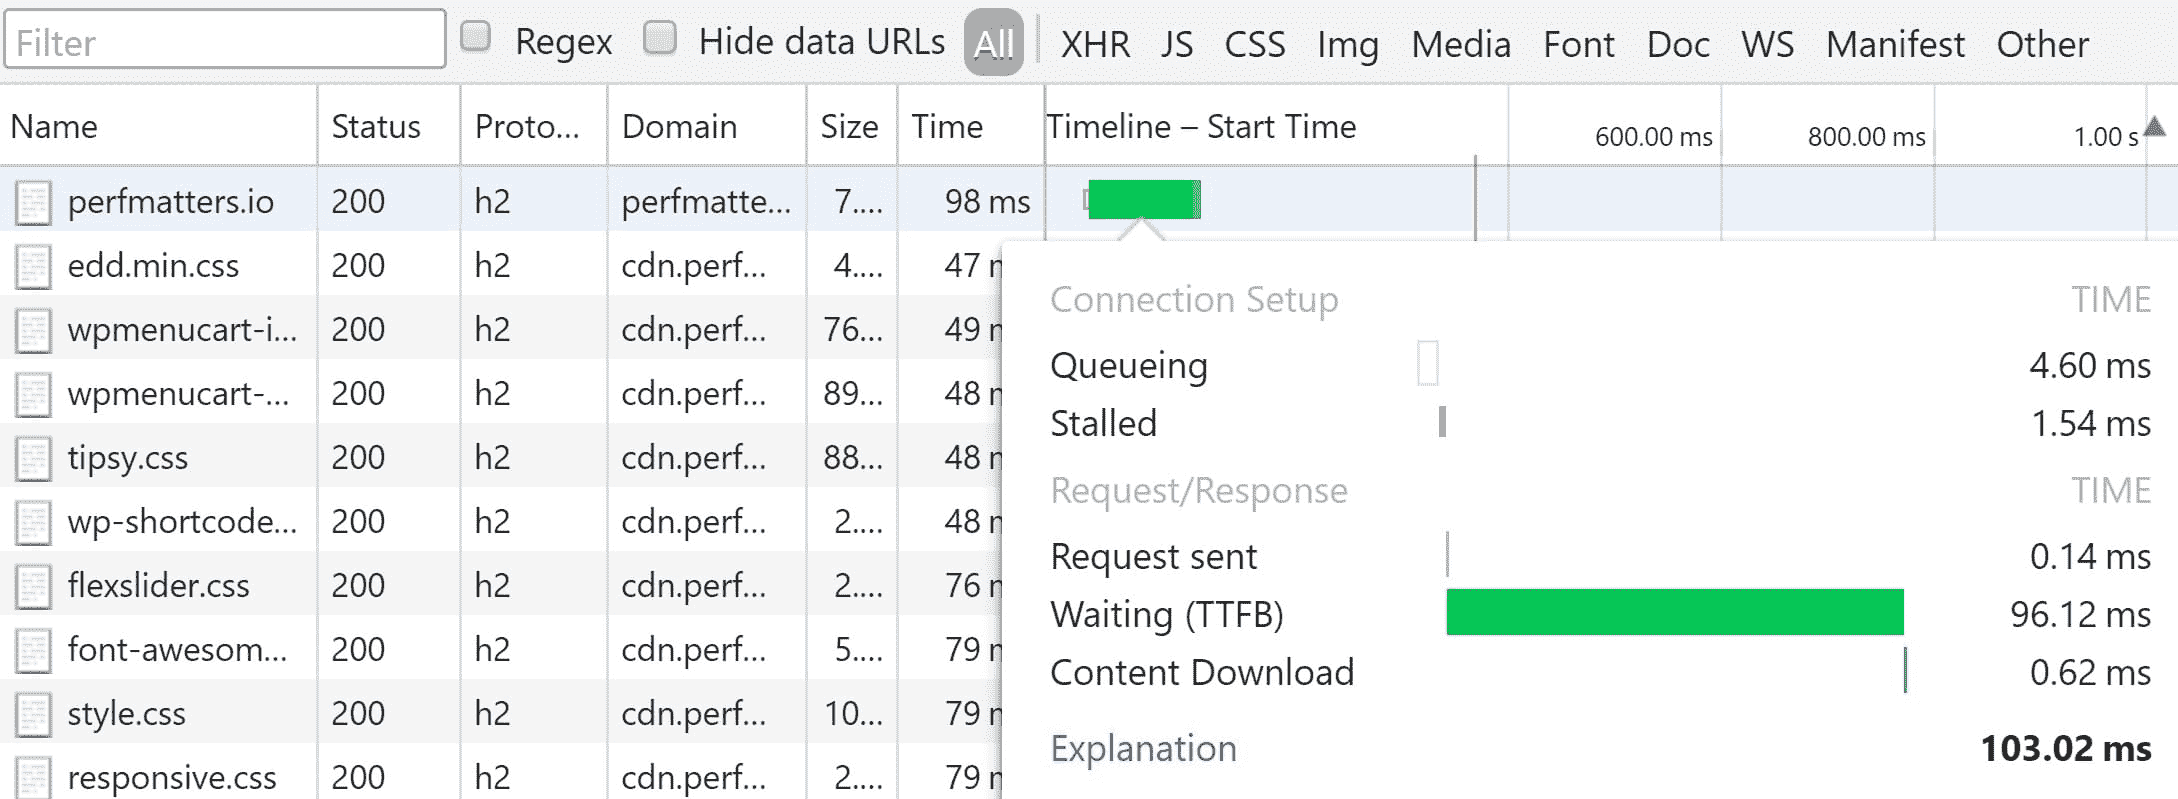 Filter Regex Hide data URLs All XHR JS CSS Img Media Font Doc WS Manifest Other
Name Status Proto... Domain Size Time Timeline – Start Time 600.00 ms 800.00 ms 1.00 s
perfmatters.io 200 h2 perfmatte... 7.... 98 ms
edd.min.css 200 h2 cdn.perf... 4.... 47
wpmenucart-i... 200 h2 cdn.perf... 76... 49
wpmenucart-... 200 h2 cdn.perf... 89... 48
tipsy.css 200 h2 cdn.perf... 88... 48
wp-shortcode... 200 h2 cdn.perf... 2.... 48
flexslider.css 200 h2 cdn.perf... 2.... 76
font-awesom... 200 h2 cdn.perf... 5.... 79
style.css 200 h2 cdn.perf... 10... 79
responsive.css 200 h2 cdn.perf... 2.... 79
Connection Setup TIME
Queueing 4.60 ms
Stalled 1.54 ms
Request/Response TIME
Request sent 0.14 ms
Waiting (TTFB) 96.12 ms
Content Download 0.62 ms
Explanation 103.02 ms